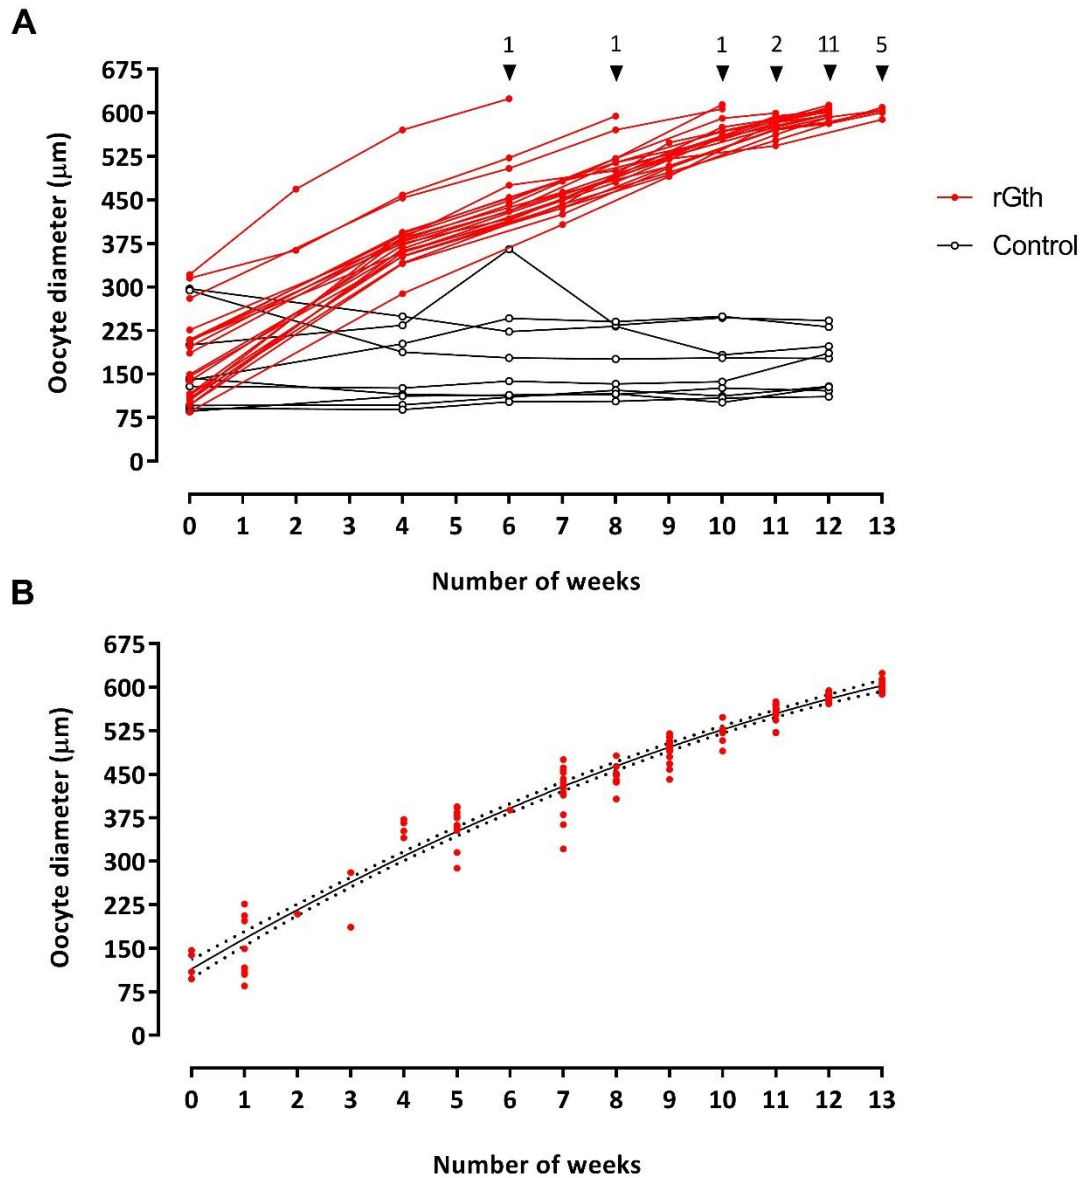 A
1 1 1 2 11 5
675
600
525
450
375
300
225
150
75
0
Oocyte diameter (μm)
rGth
Control
0 1 2 3 4 5 6 7 8 9 10 11 12 13
Number of weeks
B
675
600
525
450
375
300
225
150
75
0
Oocyte diameter (μm)
0 1 2 3 4 5 6 7 8 9 10 11 12 13
Number of weeks